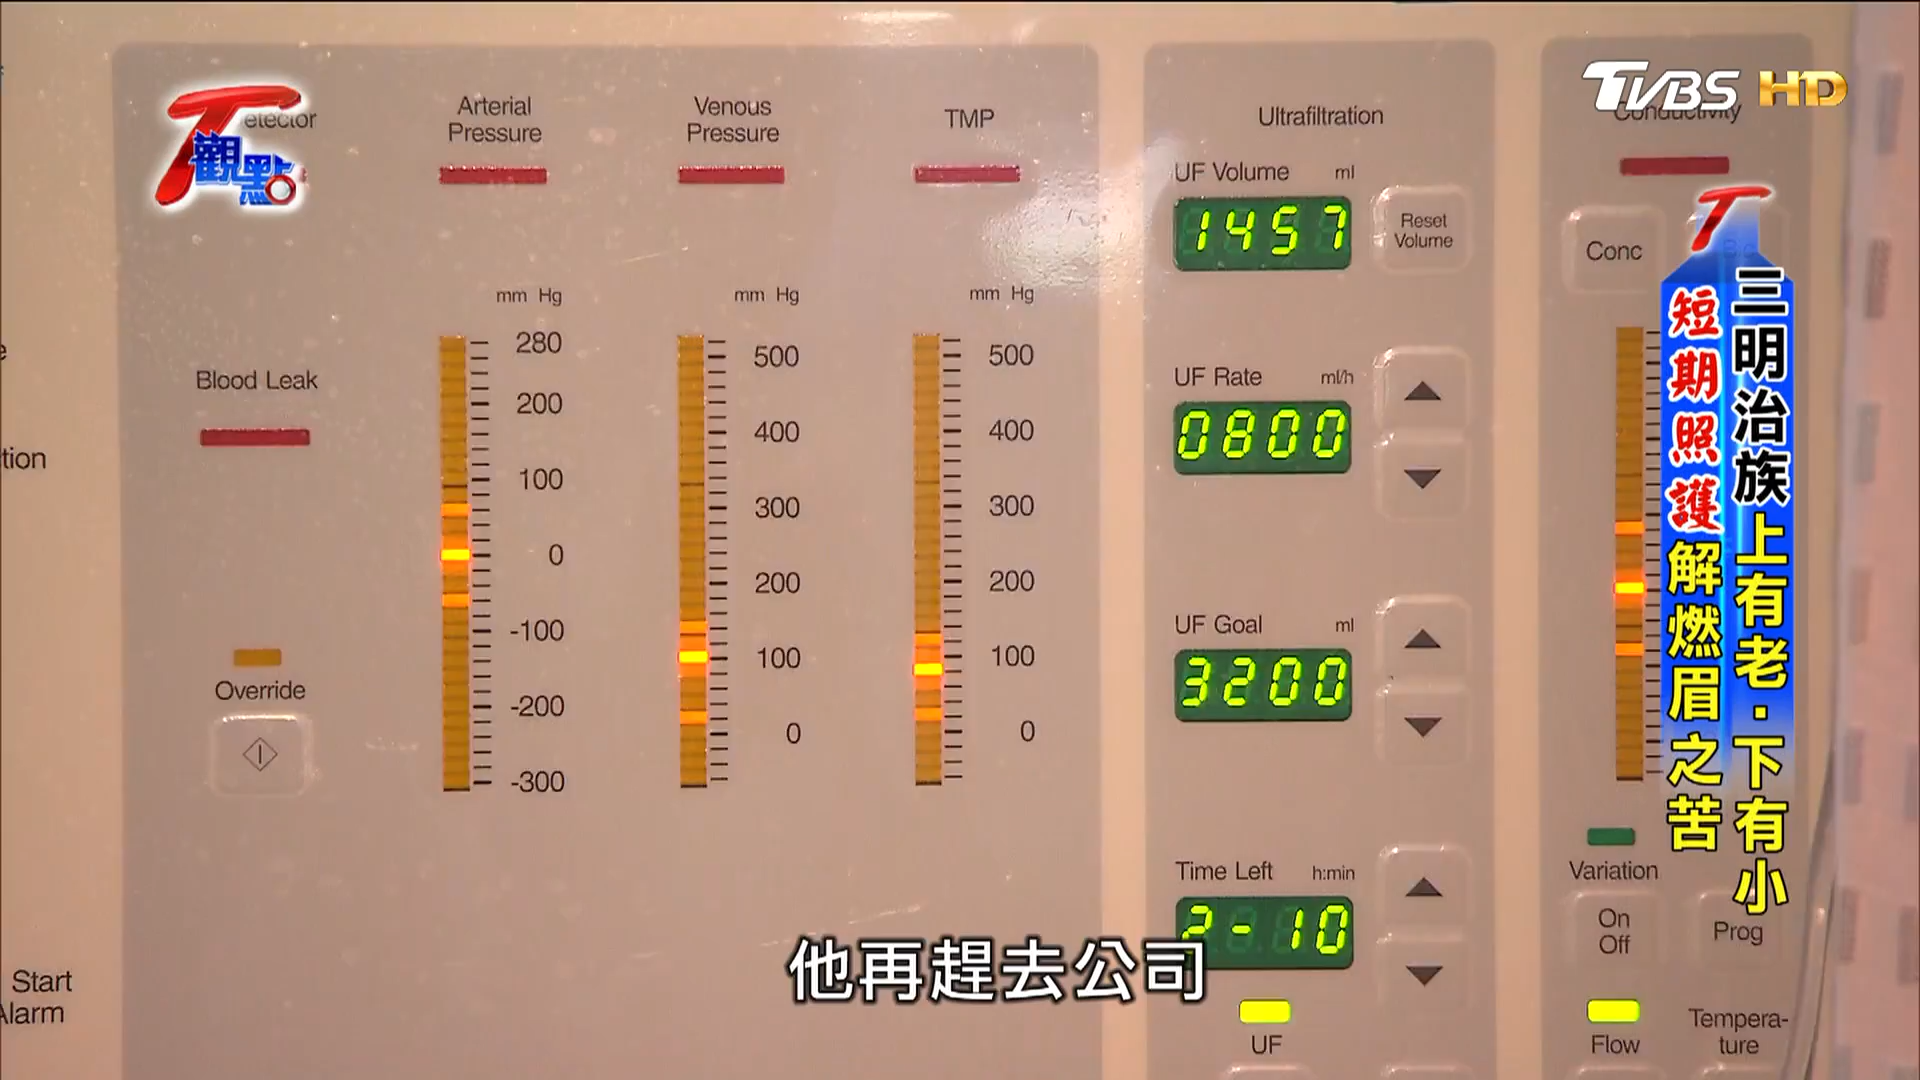 T觀點
etector
Arterial
Pressure
Venous
Pressure
TMP
Ultrafiltration
TVBS HD
Conductivity
UF Volume ml
1457
Reset
Volume
Conc
Bic
mm Hg
mm Hg
mm Hg
280
200
100
0
-100
-200
-300
500
400
300
200
100
0
500
400
300
200
100
0
Blood Leak
Override
UF Rate ml/h
0800
UF Goal ml
3200
Time Left h:min
2-10
UF
Variation
On
Off
Prog
Flow
Tempera-
ture
tion
Start
Alarm
T
三明治族上有老·下有小
短期照護解燃眉之苦
他再趕去公司